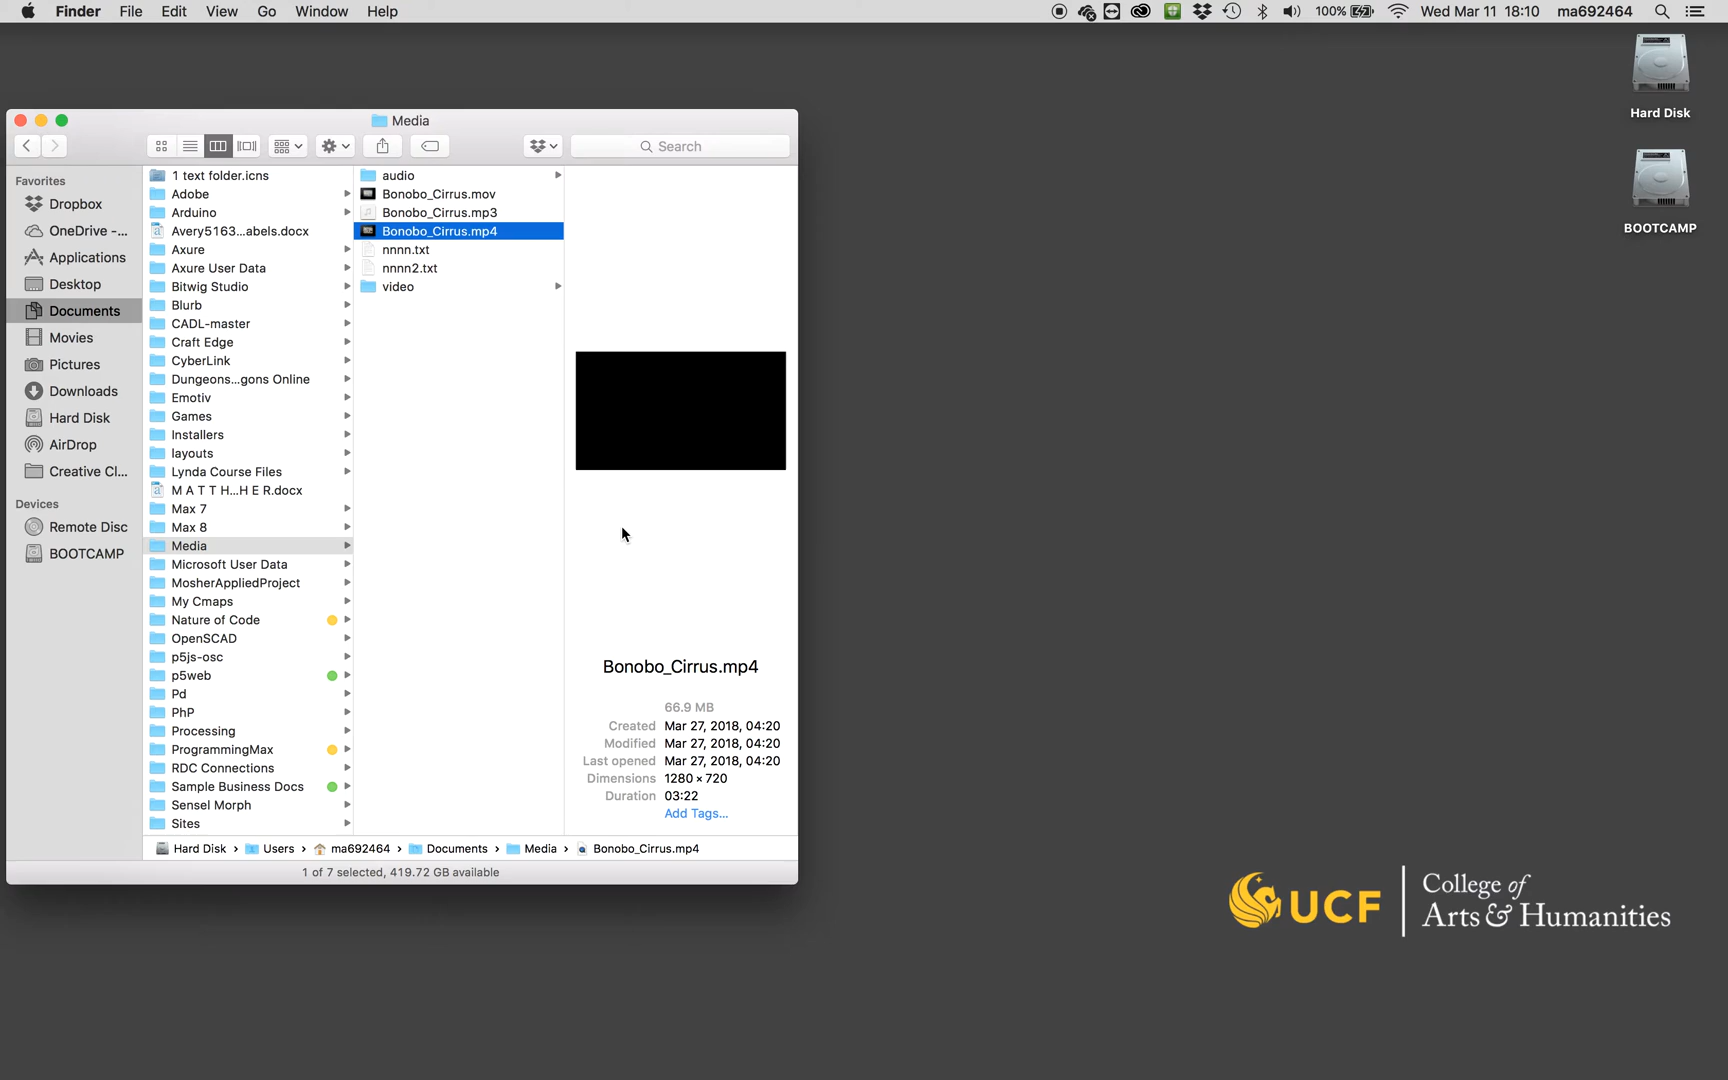 Finder File Edit View Go Window Help 100% Wed Mar 11 18:10 ma692464
Hard Disk
BOOTCAMP
Media
Search
Favorites
Dropbox
OneDrive -...
Applications
Desktop
Documents
Movies
Pictures
Downloads
Hard Disk
AirDrop
Creative Cl...
Devices
Remote Disc
BOOTCAMP
1 text folder.icns
Adobe
Arduino
Avery5163...abels.docx
Axure
Axure User Data
Bitwig Studio
Blurb
CADL-master
Craft Edge
CyberLink
Dungeons...gons Online
Emotiv
Games
Installers
layouts
Lynda Course Files
M A T T H...H E R.docx
Max 7
Max 8
Media
Microsoft User Data
MosherAppliedProject
My Cmaps
Nature of Code
OpenSCAD
p5js-osc
p5web
Pd
PhP
Processing
ProgrammingMax
RDC Connections
Sample Business Docs
Sensel Morph
Sites
audio
Bonobo_Cirrus.mov
Bonobo_Cirrus.mp3
Bonobo_Cirrus.mp4
nnnn.txt
nnnn2.txt
video
Bonobo_Cirrus.mp4
66.9 MB
Created Mar 27, 2018, 04:20
Modified Mar 27, 2018, 04:20
Last opened Mar 27, 2018, 04:20
Dimensions 1280 × 720
Duration 03:22
Add Tags...
Hard Disk › Users › ma692464 › Documents › Media › Bonobo_Cirrus.mp4
1 of 7 selected, 419.72 GB available
UCF
College of
Arts & Humanities